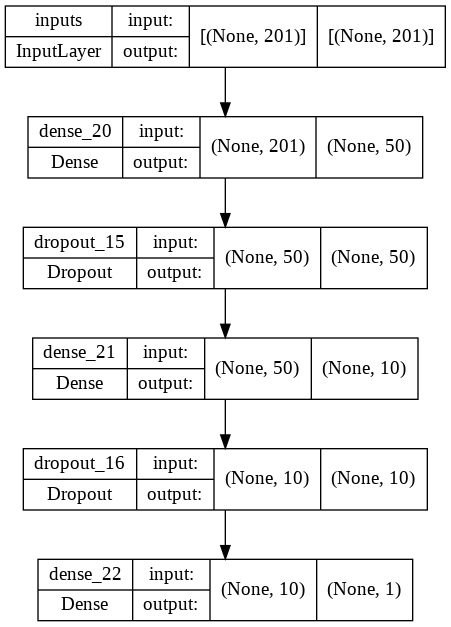 inputs input: [(None, 201)] [(None, 201)]
InputLayer output:
dense_20 input: (None, 201) (None, 50)
Dense output:
dropout_15 input: (None, 50) (None, 50)
Dropout output:
dense_21 input: (None, 50) (None, 10)
Dense output:
dropout_16 input: (None, 10) (None, 10)
Dropout output:
dense_22 input: (None, 10) (None, 1)
Dense output: